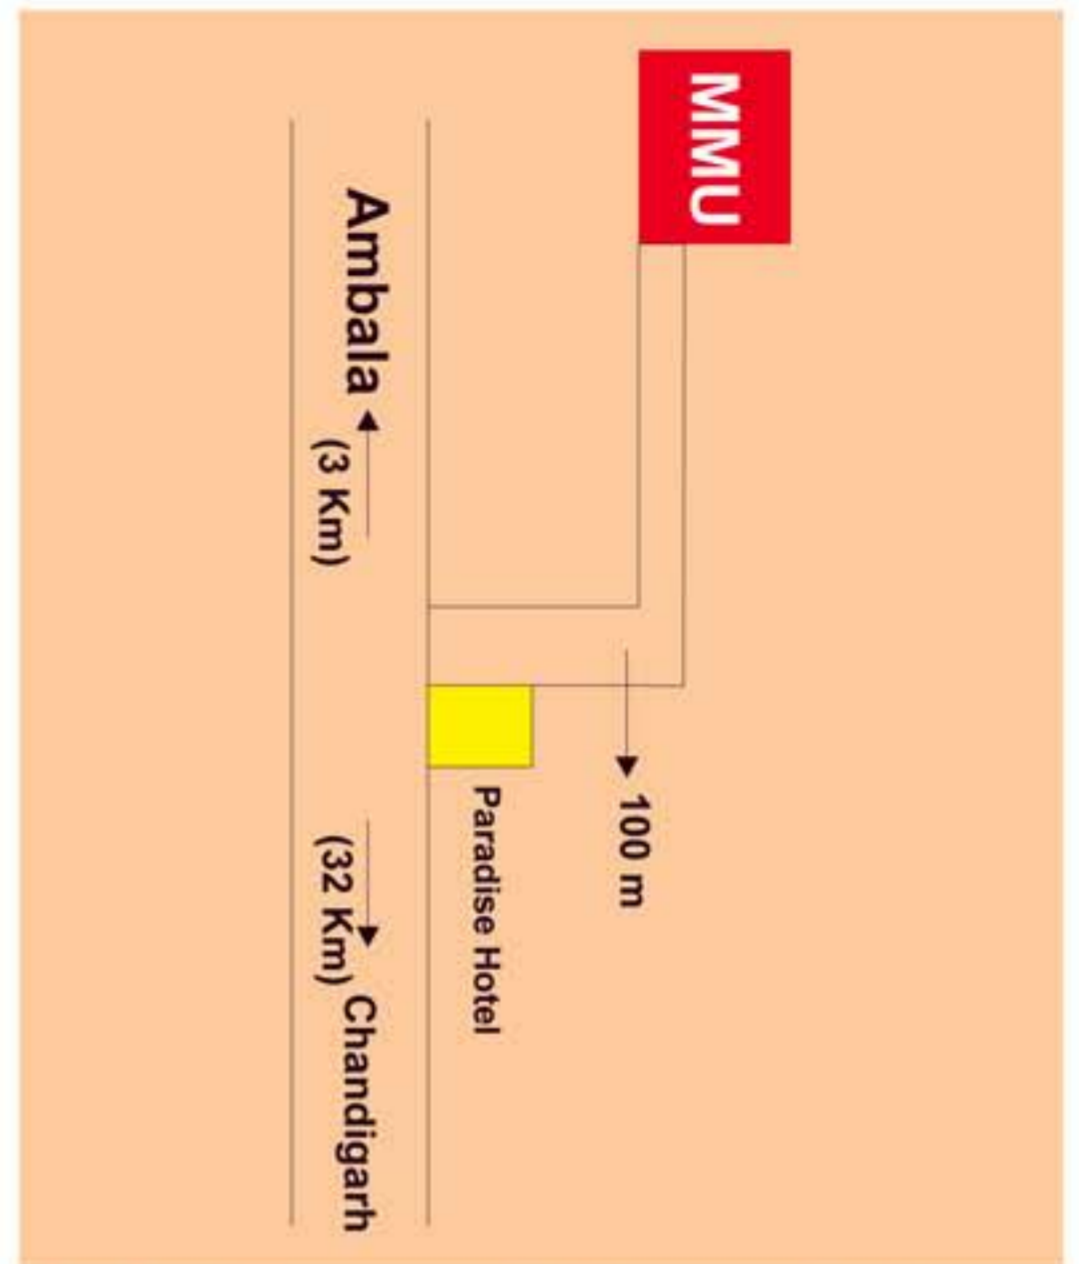 MMU
100 m
Paradise Hotel
Ambala
(3 Km)
(32 Km)
Chandigarh